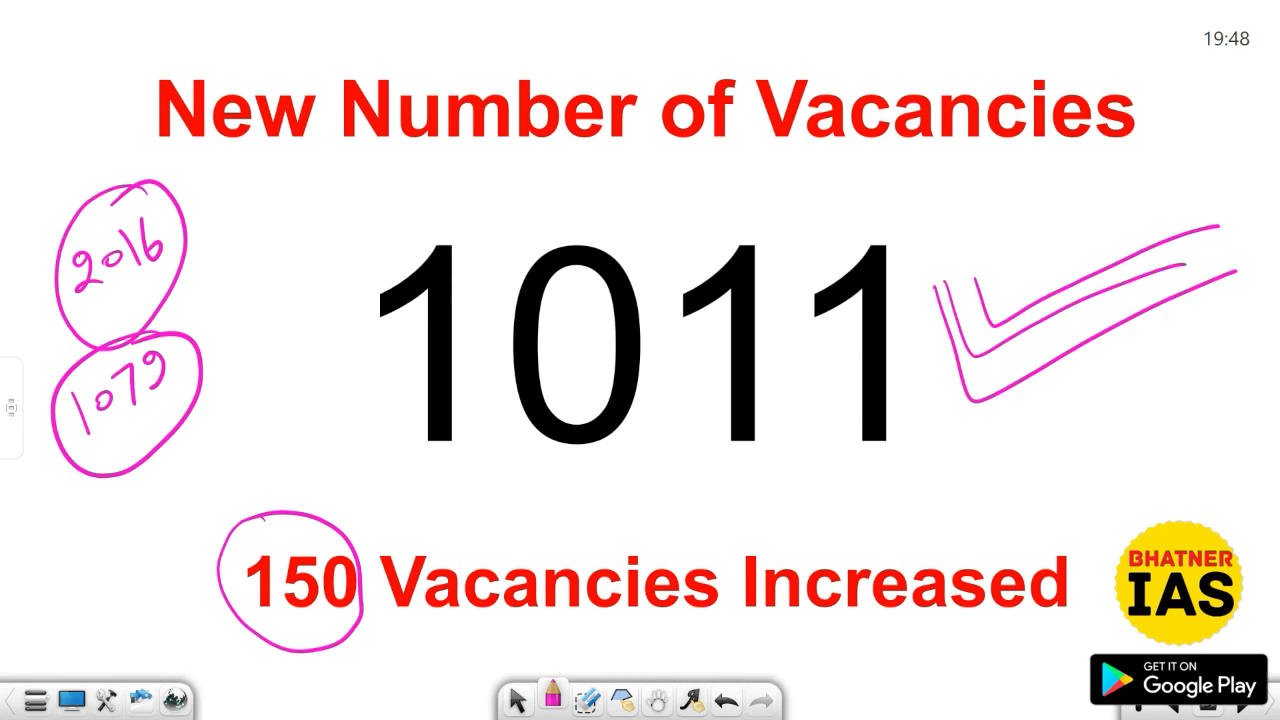 19:48
New Number of Vacancies
2016
1079
1011
150 Vacancies Increased
BHATNER
IAS
GET IT ON
Google Play